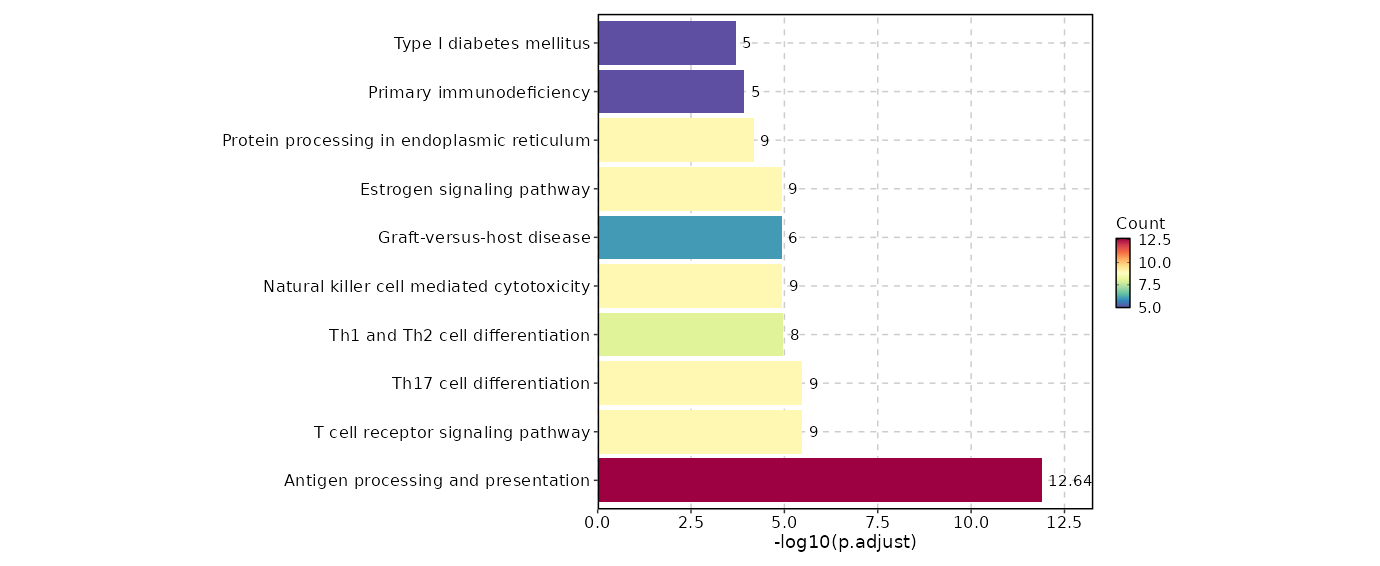 Type I diabetes mellitus 5
Primary immunodeficiency 5
Protein processing in endoplasmic reticulum 9
Estrogen signaling pathway 9
Graft-versus-host disease 6
Natural killer cell mediated cytotoxicity 9
Th1 and Th2 cell differentiation 8
Th17 cell differentiation 9
T cell receptor signaling pathway 9
Antigen processing and presentation 12.64
0.0 2.5 5.0 7.5 10.0 12.5
-log10(p.adjust)
Count
12.5
10.0
7.5
5.0